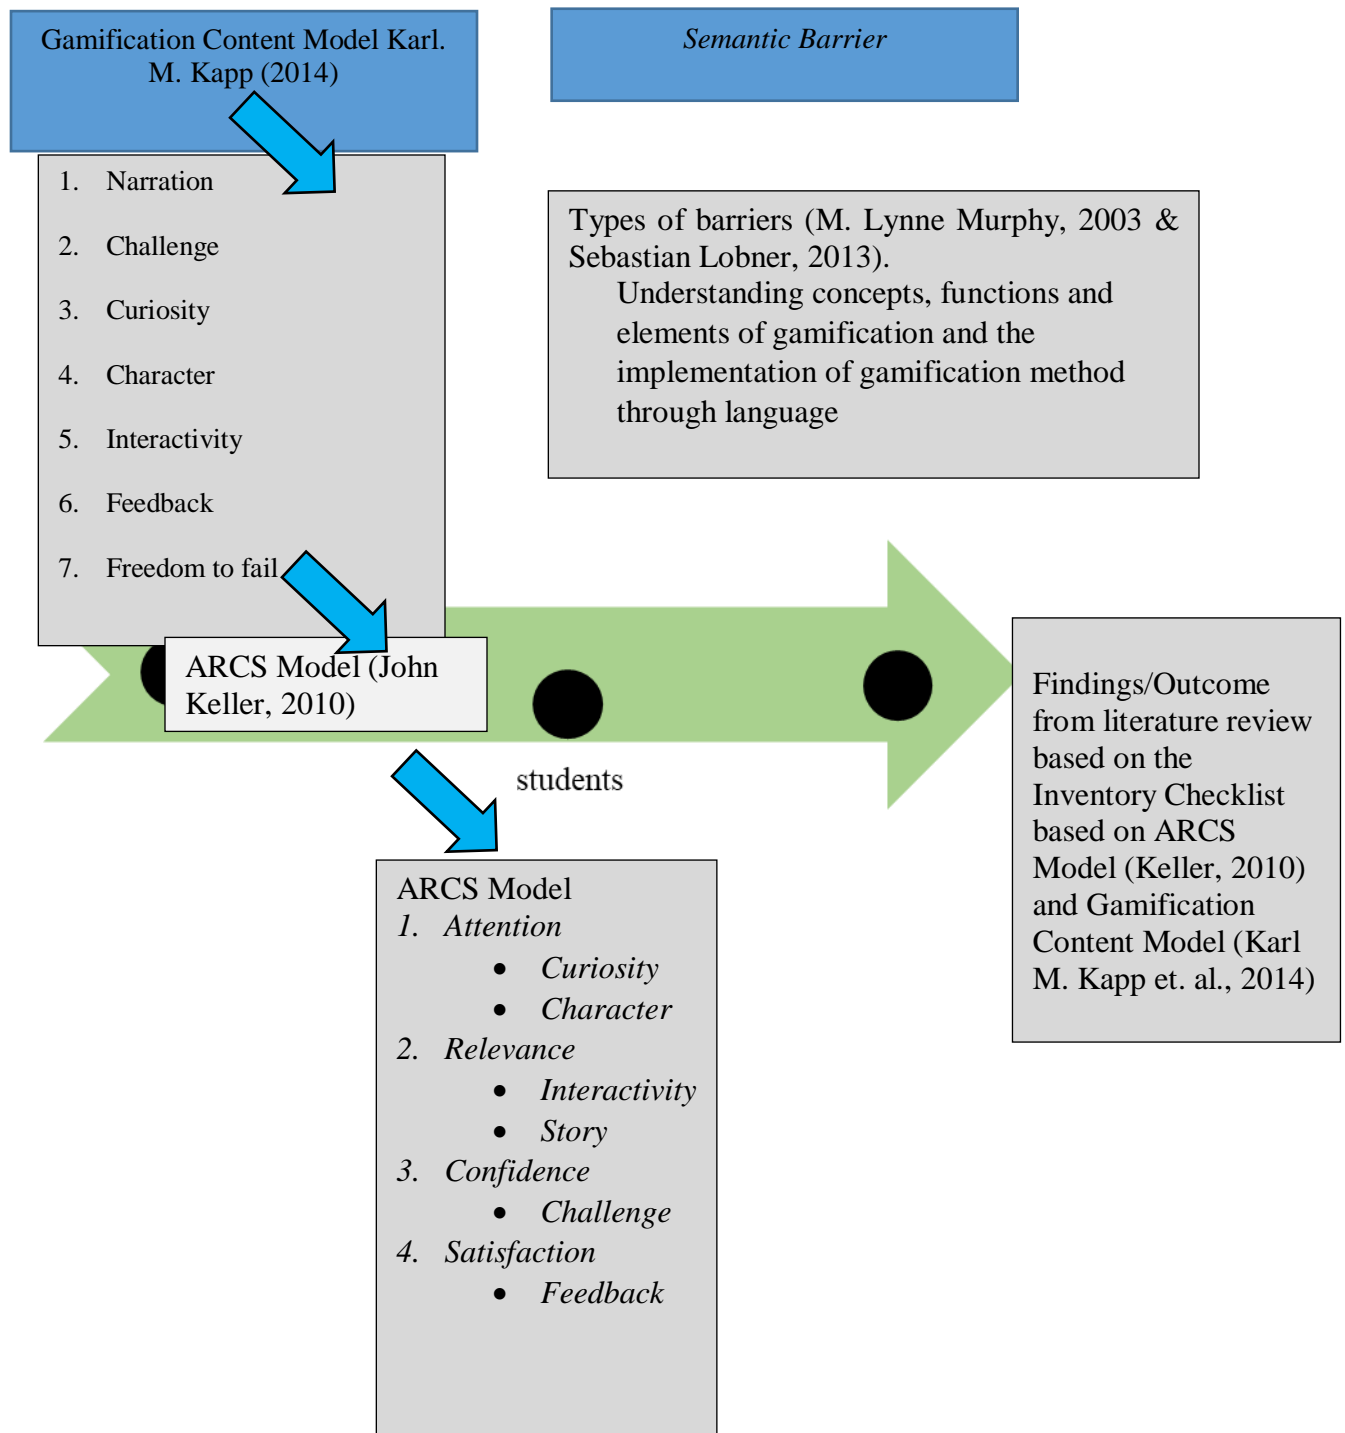 Gamification Content Model Karl.
M. Kapp (2014)
Semantic Barrier
1. Narration
2. Challenge
3. Curiosity
4. Character
5. Interactivity
6. Feedback
7. Freedom to fail
Types of barriers (M. Lynne Murphy, 2003 &
Sebastian Lobner, 2013).
Understanding concepts, functions and
elements of gamification and the
implementation of gamification method
through language
ARCS Model (John
Keller, 2010)
students
Findings/Outcome
from literature review
based on the
Inventory Checklist
based on ARCS
Model (Keller, 2010)
and Gamification
Content Model (Karl
M. Kapp et. al., 2014)
ARCS Model
1. Attention
• Curiosity
• Character
2. Relevance
• Interactivity
• Story
3. Confidence
• Challenge
4. Satisfaction
• Feedback